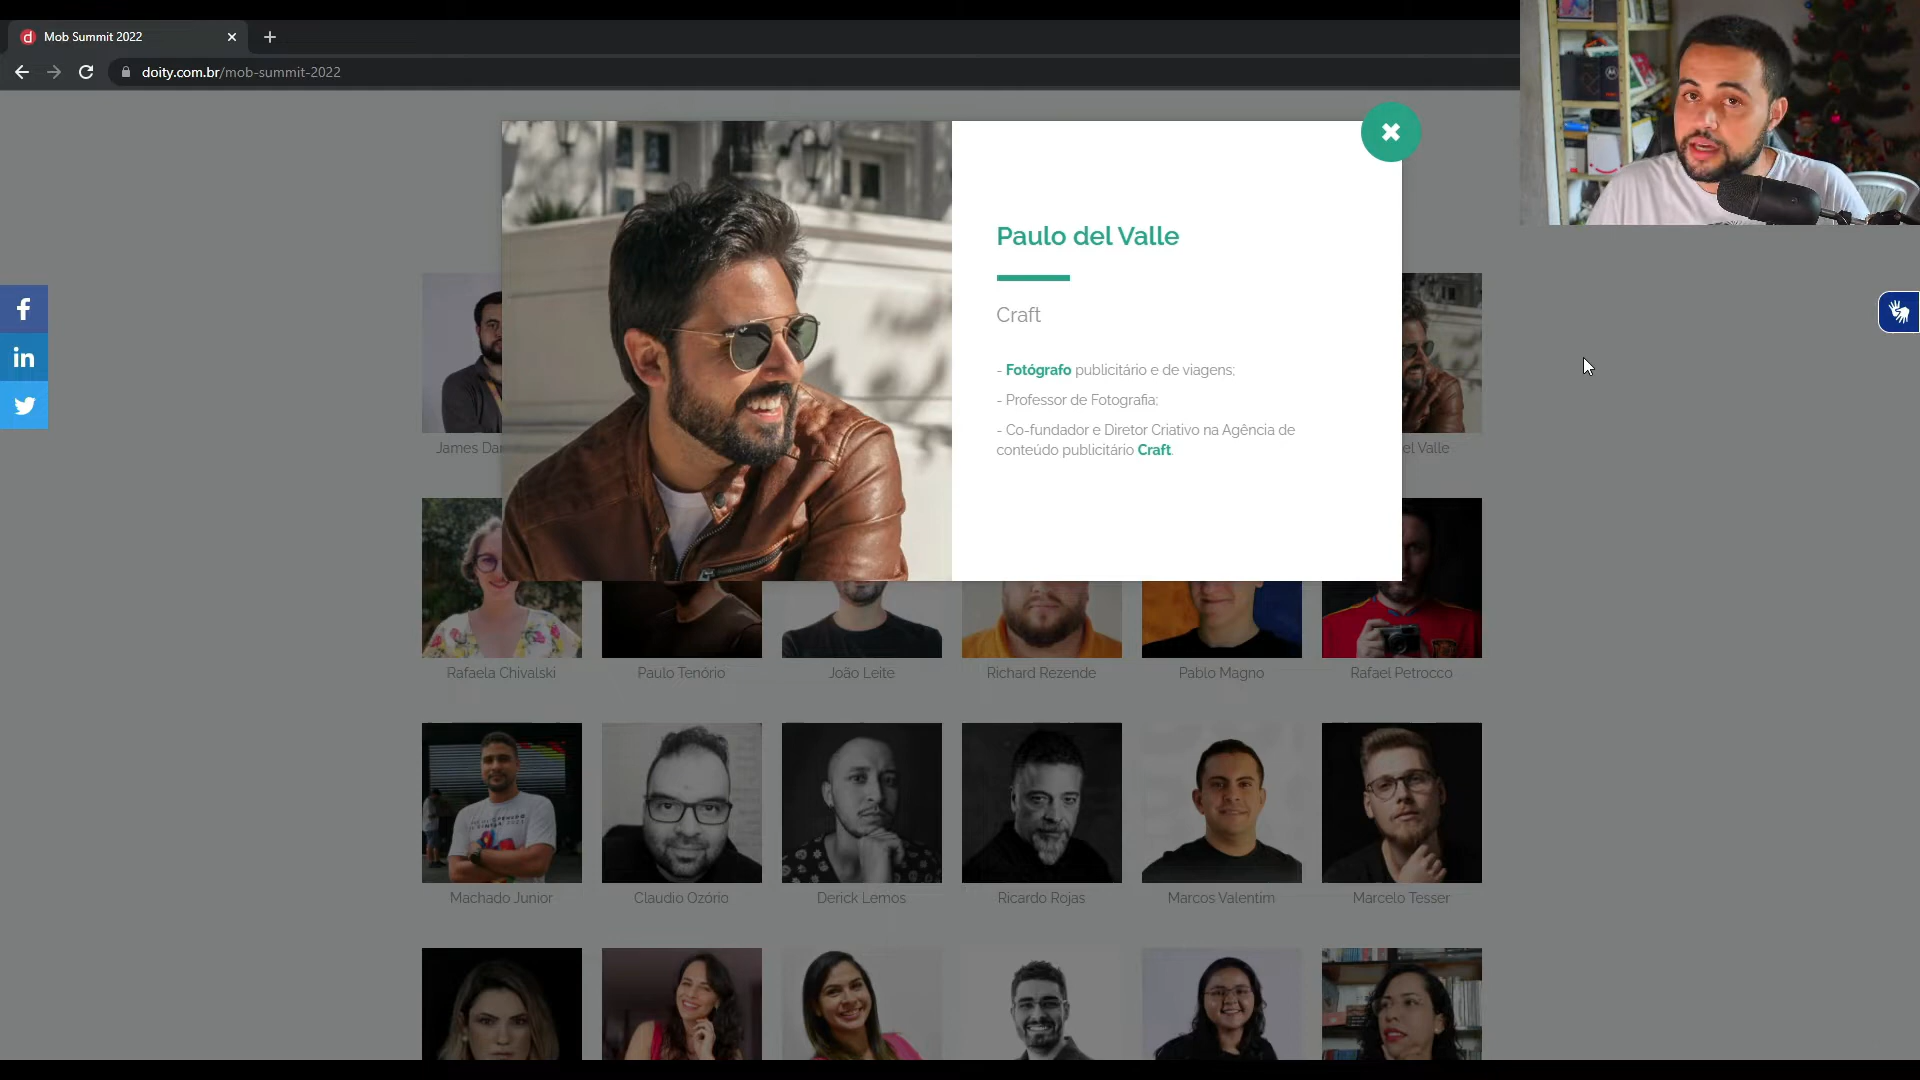 Mob Summit 2022
doity.com.br/mob-summit-2022
Paulo del Valle
Craft
- Fotógrafo publicitário e de viagens;
- Professor de Fotografia;
- Co-fundador e Diretor Criativo na Agência de
conteúdo publicitário Craft.
James
el Valle
Rafaela Chivalski
Paulo Tenório
João Leite
Richard Rezende
Pablo Magno
Rafael Petrocco
Machado Junior
Claudio Ozório
Derick Lemos
Ricardo Rojas
Marcos Valentim
Marcelo Tesser